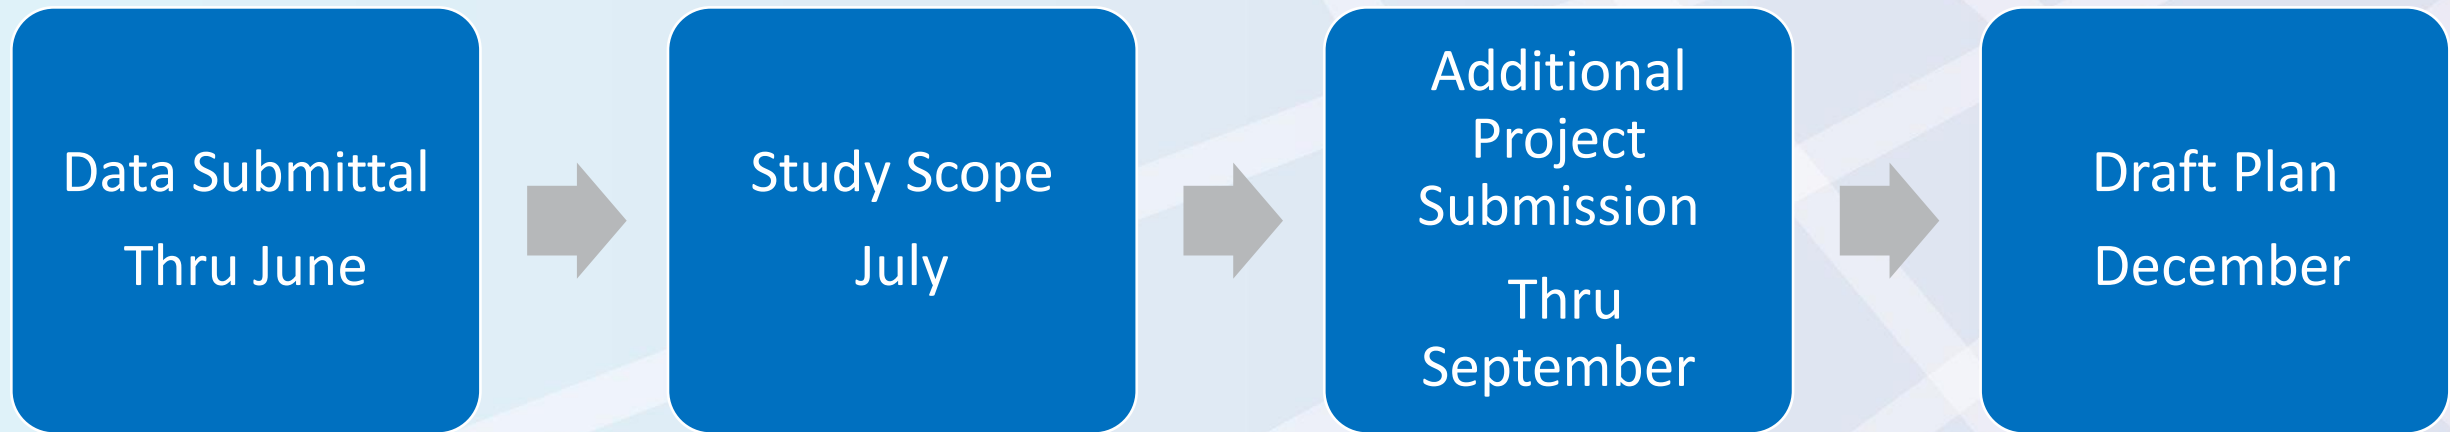 Data Submittal
Thru June
Study Scope
July
Additional
Project
Submission
Thru
September
Draft Plan
December